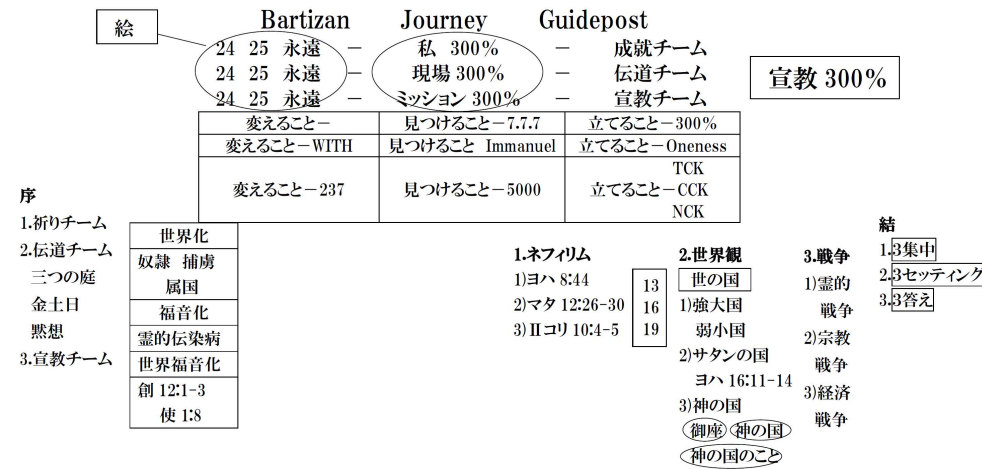 絵
Bartizan Journey Guidepost
24 25 永遠 － 私 300% － 成就チーム
24 25 永遠 － 現場 300% － 伝道チーム
24 25 永遠 － ミッション 300% － 宣教チーム
宣教 300%
変えること－ 見つけること－7.7.7 立てること－300%
変えること－WITH 見つけること Immanuel 立てること－Oneness
変えること－237 見つけること－5000 立てること－TCK
CCK
NCK
序
1.祈りチーム
2.伝道チーム
三つの庭
金土日
黙想
3.宣教チーム
世界化
奴隷 捕虜
属国
福音化
霊的伝染病
世界福音化
創 12:1-3
使 1:8
1.ネフィリム
1)ヨハ 8:44
2)マタ 12:26-30
3)Ⅱコリ 10:4-5
13
16
19
2.世界観
世の国
1)強大国
弱小国
2)サタンの国
ヨハ 16:11-14
3)神の国
御座 神の国
神の国のこと
3.戦争
1)霊的
戦争
2)宗教
戦争
3)経済
戦争
結
1.3集中
2.3セッティング
3.3答え